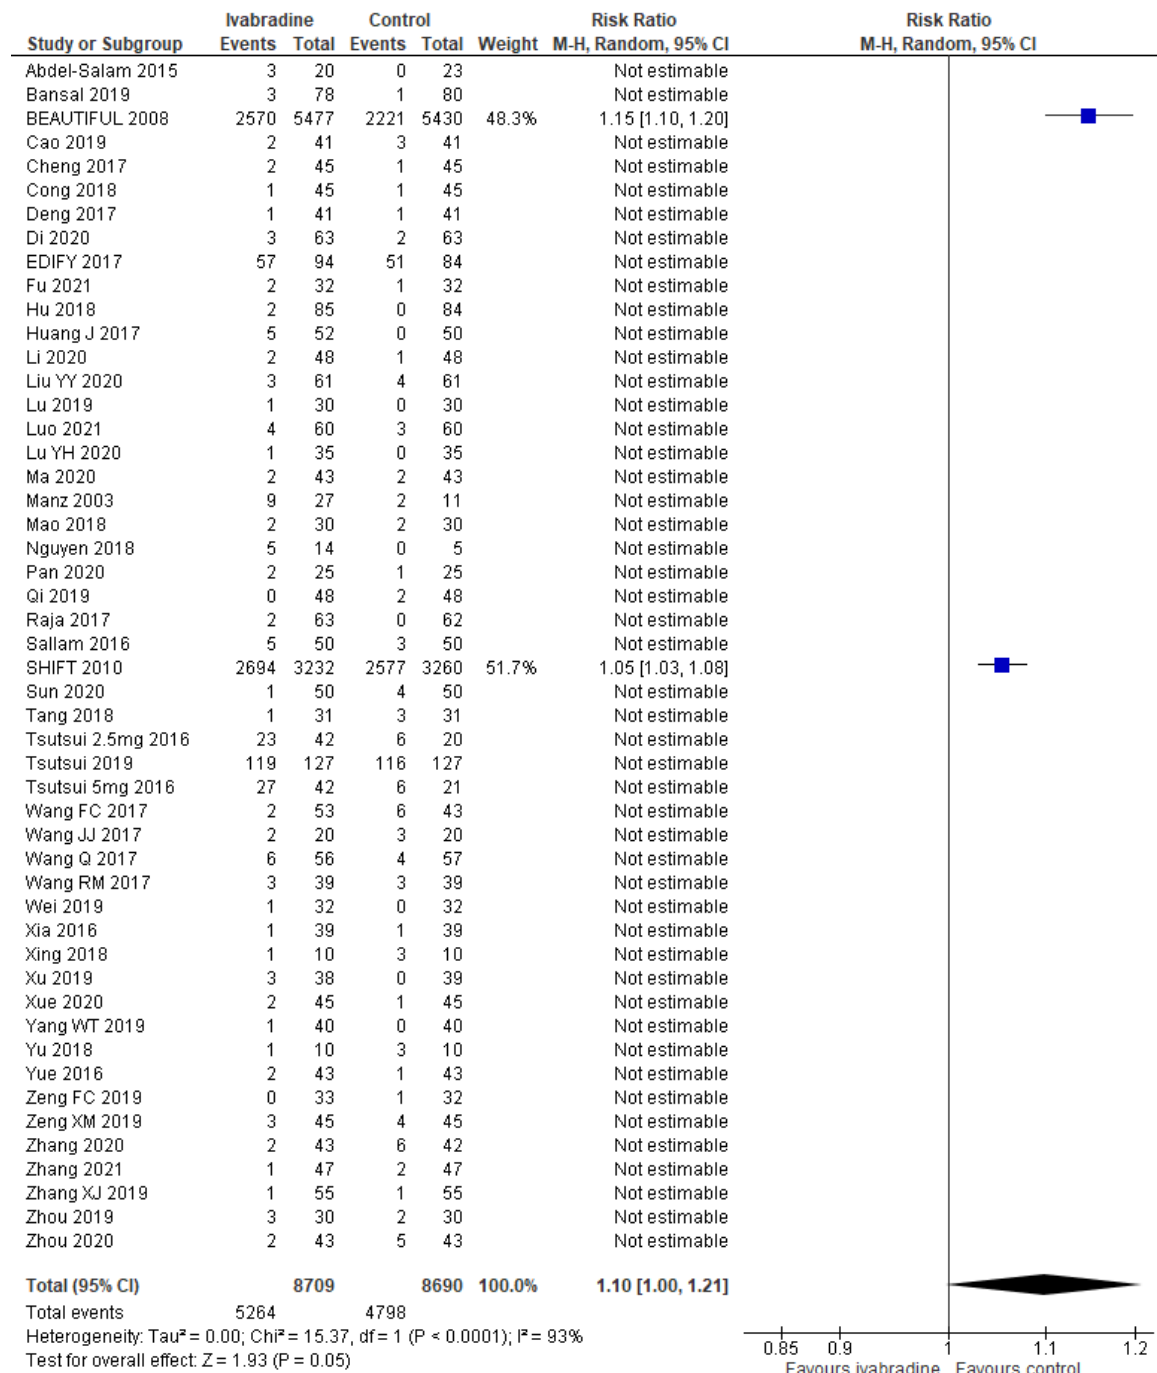 Ivabradine Control Risk Ratio Risk Ratio
Study or Subgroup Events Total Events Total Weight M-H, Random, 95% CI M-H, Random, 95% CI
Abdel-Salam 2015 3 20 0 23 Not estimable
Bansal 2019 3 78 1 80 Not estimable
BEAUTIFUL 2008 2570 5477 2221 5430 48.3% 1.15 [1.10, 1.20]
Cao 2019 2 41 3 41 Not estimable
Cheng 2017 2 45 1 45 Not estimable
Cong 2018 1 45 1 45 Not estimable
Deng 2017 1 41 1 41 Not estimable
Di 2020 3 63 2 63 Not estimable
EDIFY 2017 57 94 51 84 Not estimable
Fu 2021 2 32 1 32 Not estimable
Hu 2018 2 85 0 84 Not estimable
Huang J 2017 5 52 0 50 Not estimable
Li 2020 2 48 1 48 Not estimable
Liu YY 2020 3 61 4 61 Not estimable
Lu 2019 1 30 0 30 Not estimable
Luo 2021 4 60 3 60 Not estimable
Lu YH 2020 1 35 0 35 Not estimable
Ma 2020 2 43 2 43 Not estimable
Manz 2003 9 27 2 11 Not estimable
Mao 2018 2 30 2 30 Not estimable
Nguyen 2018 5 14 0 5 Not estimable
Pan 2020 2 25 1 25 Not estimable
Qi 2019 0 48 2 48 Not estimable
Raja 2017 2 63 0 62 Not estimable
Sallam 2016 5 50 3 50 Not estimable
SHIFT 2010 2694 3232 2577 3260 51.7% 1.05 [1.03, 1.08]
Sun 2020 1 50 4 50 Not estimable
Tang 2018 1 31 3 31 Not estimable
Tsutsui 2.5mg 2016 23 42 6 20 Not estimable
Tsutsui 2019 119 127 116 127 Not estimable
Tsutsui 5mg 2016 27 42 6 21 Not estimable
Wang FC 2017 2 53 6 43 Not estimable
Wang JJ 2017 2 20 3 20 Not estimable
Wang Q 2017 6 56 4 57 Not estimable
Wang RM 2017 3 39 3 39 Not estimable
Wei 2019 1 32 0 32 Not estimable
Xia 2016 1 39 1 39 Not estimable
Xing 2018 1 10 3 10 Not estimable
Xu 2019 3 38 0 39 Not estimable
Xue 2020 2 45 1 45 Not estimable
Yang WT 2019 1 40 0 40 Not estimable
Yu 2018 1 10 3 10 Not estimable
Yue 2016 2 43 1 43 Not estimable
Zeng FC 2019 0 33 1 32 Not estimable
Zeng XM 2019 3 45 4 45 Not estimable
Zhang 2020 2 43 6 42 Not estimable
Zhang 2021 1 47 2 47 Not estimable
Zhang XJ 2019 1 55 1 55 Not estimable
Zhou 2019 3 30 2 30 Not estimable
Zhou 2020 2 43 5 43 Not estimable
Total (95% CI) 8709 8690 100.0% 1.10 [1.00, 1.21]
Total events 5264 4798
Heterogeneity: Tau² = 0.00; Chi² = 15.37, df = 1 (P < 0.0001); I² = 93%
Test for overall effect: Z = 1.93 (P = 0.05)
0.85 0.9 1 1.1 1.2
Favours ivabradine Favours control